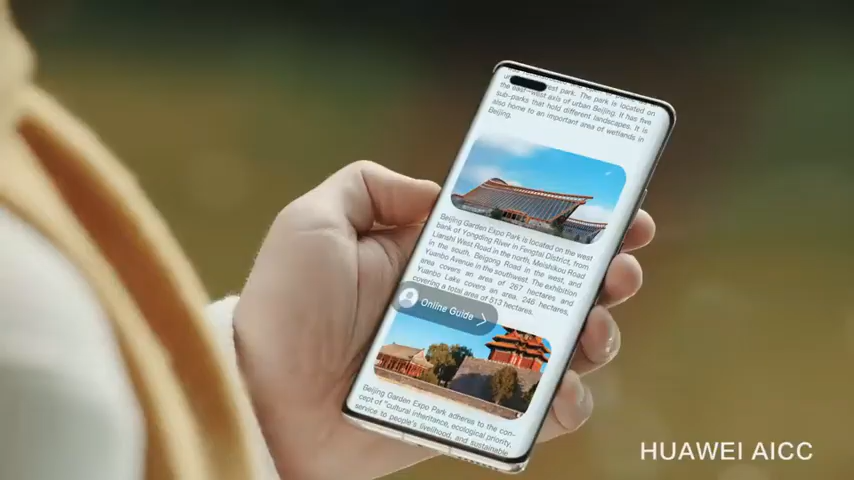 urban forest park. The park is located on
the east-west axis of urban Beijing. It has five
sub-parks that hold different landscapes. It is
also home to an important area of wetlands in
Beijing.
Beijing Garden Expo Park is located on the west
bank of Yongding River in Fengtai District, from
Lianshi West Road in the north, Meishikou Road
in the south, Beigong Road in the west, and
Yuanbo Avenue in the southwest. The exhibition
area covers an area of 267 hectares and
Yuanbo Lake covers an area. 246 hectares,
covering a total area of 513 hectares.
Online Guide
Beijing Garden Expo Park adheres to the con-
cept of "cultural inheritance, ecological priority,
service to people's livelihood, and sustainable
HUAWEI AICC